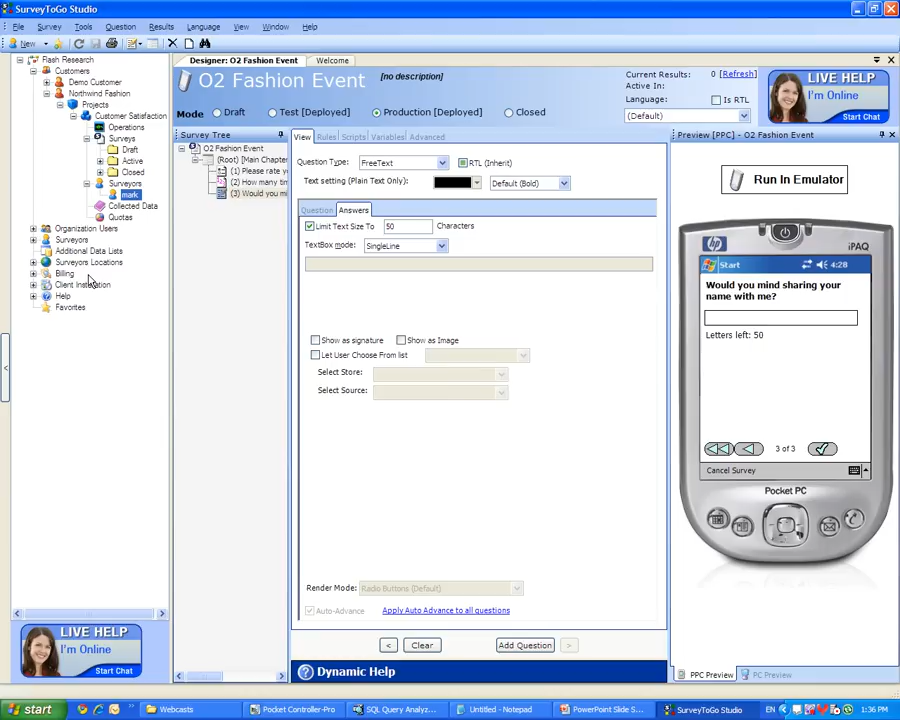 SurveyToGo Studio
File Survey Tools Question Results Language View Window Help
New
Flash Research
Customers
Demo Customer
Northwind Fashion
Projects
Customer Satisfaction
Operations
Surveys
Draft
Active
Closed
Surveyors
mark
Collected Data
Quotas
Organization Users
Surveyors
Additional Data Lists
Surveyors Locations
Billing
Help
Favorites
LIVE HELP
I'm Online
Start Chat
Designer: O2 Fashion Event
Welcome
O2 Fashion Event
[no description]
Current Results: 0 [Refresh]
Active In:
Language:
Is RTL
(Default)
LIVE HELP
I'm Online
Start Chat
Mode Draft Test [Deployed] Production [Deployed] Closed
Survey Tree
O2 Fashion Event
(Root) [Main Chapter
(1) Please rate y
(2) How many tim
(3) Would you mi
View Rules Scripts Variables Advanced
Question Type: FreeText RTL (Inherit)
Text setting (Plain Text Only): Default (Bold)
Question Answers
Limit Text Size To 50 Characters
TextBox mode: SingleLine
Show as signature Show as Image
Let User Choose From list
Select Store:
Select Source:
Render Mode: Radio Buttons (Default)
Auto-Advance Apply Auto Advance to all questions
< Clear Add Question >
Dynamic Help
Preview [PPC] - O2 Fashion Event
Run In Emulator
hp
iPAQ
Start 4:28
Would you mind sharing your
name with me?
Letters left: 50
3 of 3
Cancel Survey
Pocket PC
PPC Preview PC Preview
start Webcasts Pocket Controller-Pro SQL Query Analyz... Untitled - Notepad PowerPoint Slide S... SurveyToGo Studio EN 1:36 PM